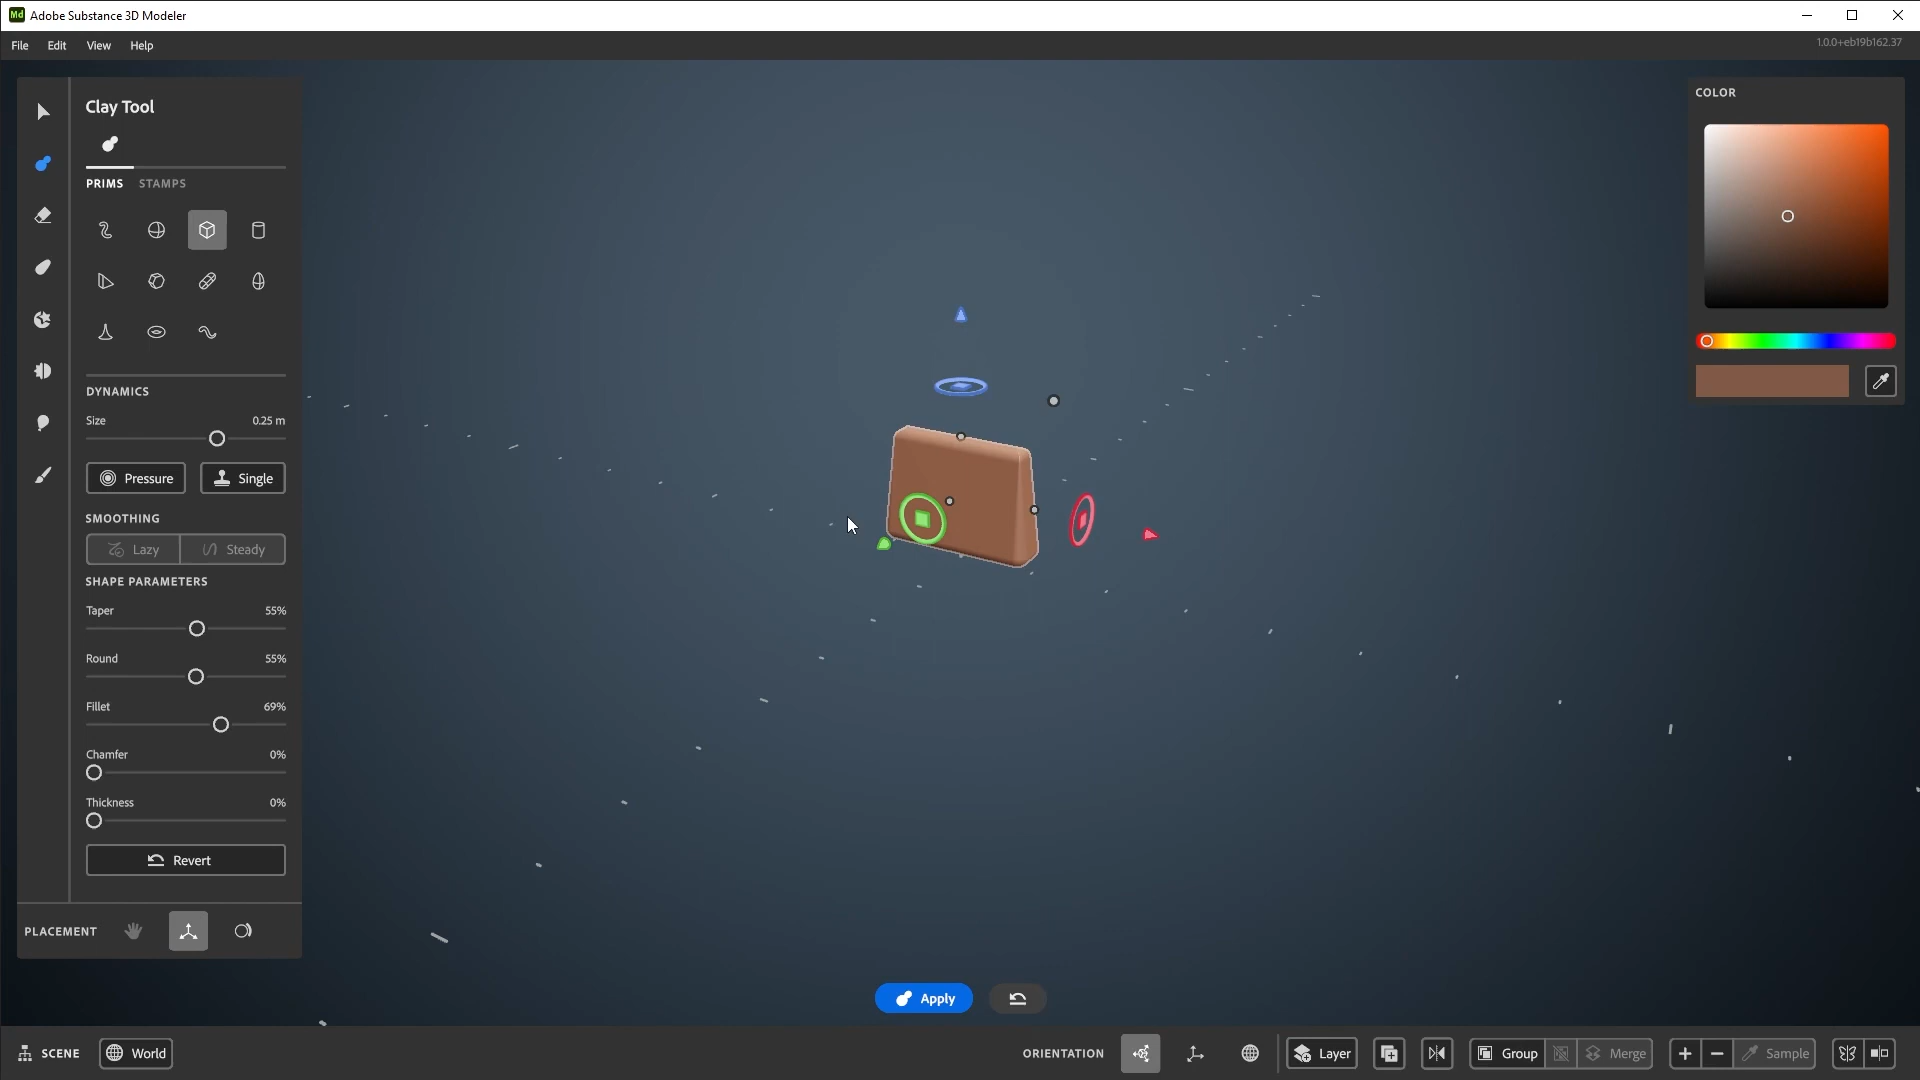 Md Adobe Substance 3D Modeler
File Edit View Help
1.0.0+eb19b162.37
Clay Tool
PRIMS STAMPS
DYNAMICS
Size 0.25 m
Pressure Single
SMOOTHING
Lazy Steady
SHAPE PARAMETERS
Taper 55%
Round 55%
Fillet 69%
Chamfer 0%
Thickness 0%
Revert
PLACEMENT
COLOR
Apply
SCENE World
ORIENTATION Layer Group Merge Sample